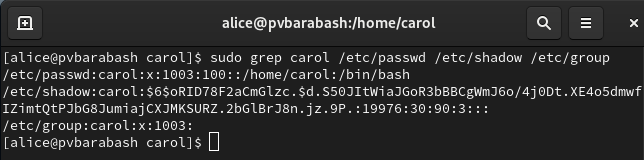 alice@pvbarabash:/home/carol
[alice@pvbarabash carol]$ sudo grep carol /etc/passwd /etc/shadow /etc/group
/etc/passwd:carol:x:1003:100::/home/carol:/bin/bash
/etc/shadow:carol:$6$oRID78F2aCmGlzc.$d.S50JItWiaJGoR3bBBCgWmJ6o/4j0Dt.XE4o5dmwf
IZimtQtPJbG8JumiajCXJMKSURZ.2bGlBrJ8n.jz.9P.:19976:30:90:3:::
/etc/group:carol:x:1003:
[alice@pvbarabash carol]$